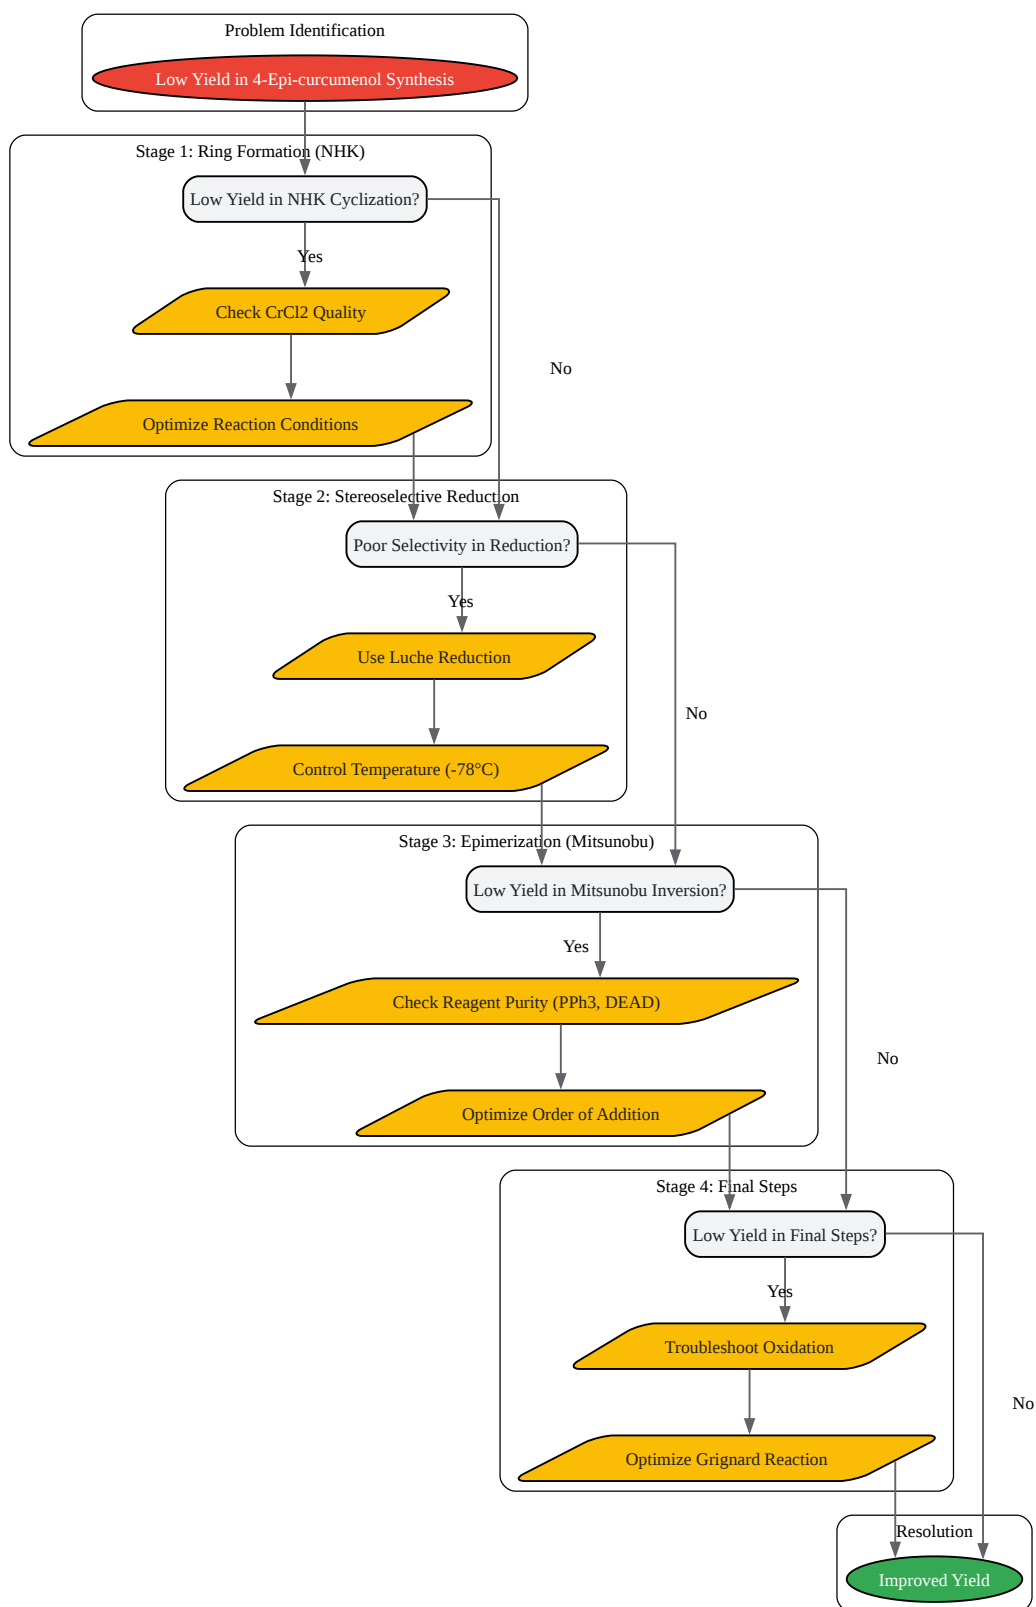 Problem Identification
Low Yield in 4-Epi-curcumenol Synthesis
Stage 1: Ring Formation (NHK)
Low Yield in NHK Cyclization?
Yes
Check CrCl2 Quality
No
Optimize Reaction Conditions
Stage 2: Stereoselective Reduction
Poor Selectivity in Reduction?
Yes
Use Luche Reduction
No
Control Temperature (-78°C)
Stage 3: Epimerization (Mitsunobu)
Low Yield in Mitsunobu Inversion?
Yes
Check Reagent Purity (PPh3, DEAD)
No
Optimize Order of Addition
Stage 4: Final Steps
Low Yield in Final Steps?
Yes
Troubleshoot Oxidation
No
Optimize Grignard Reaction
Resolution
Improved Yield